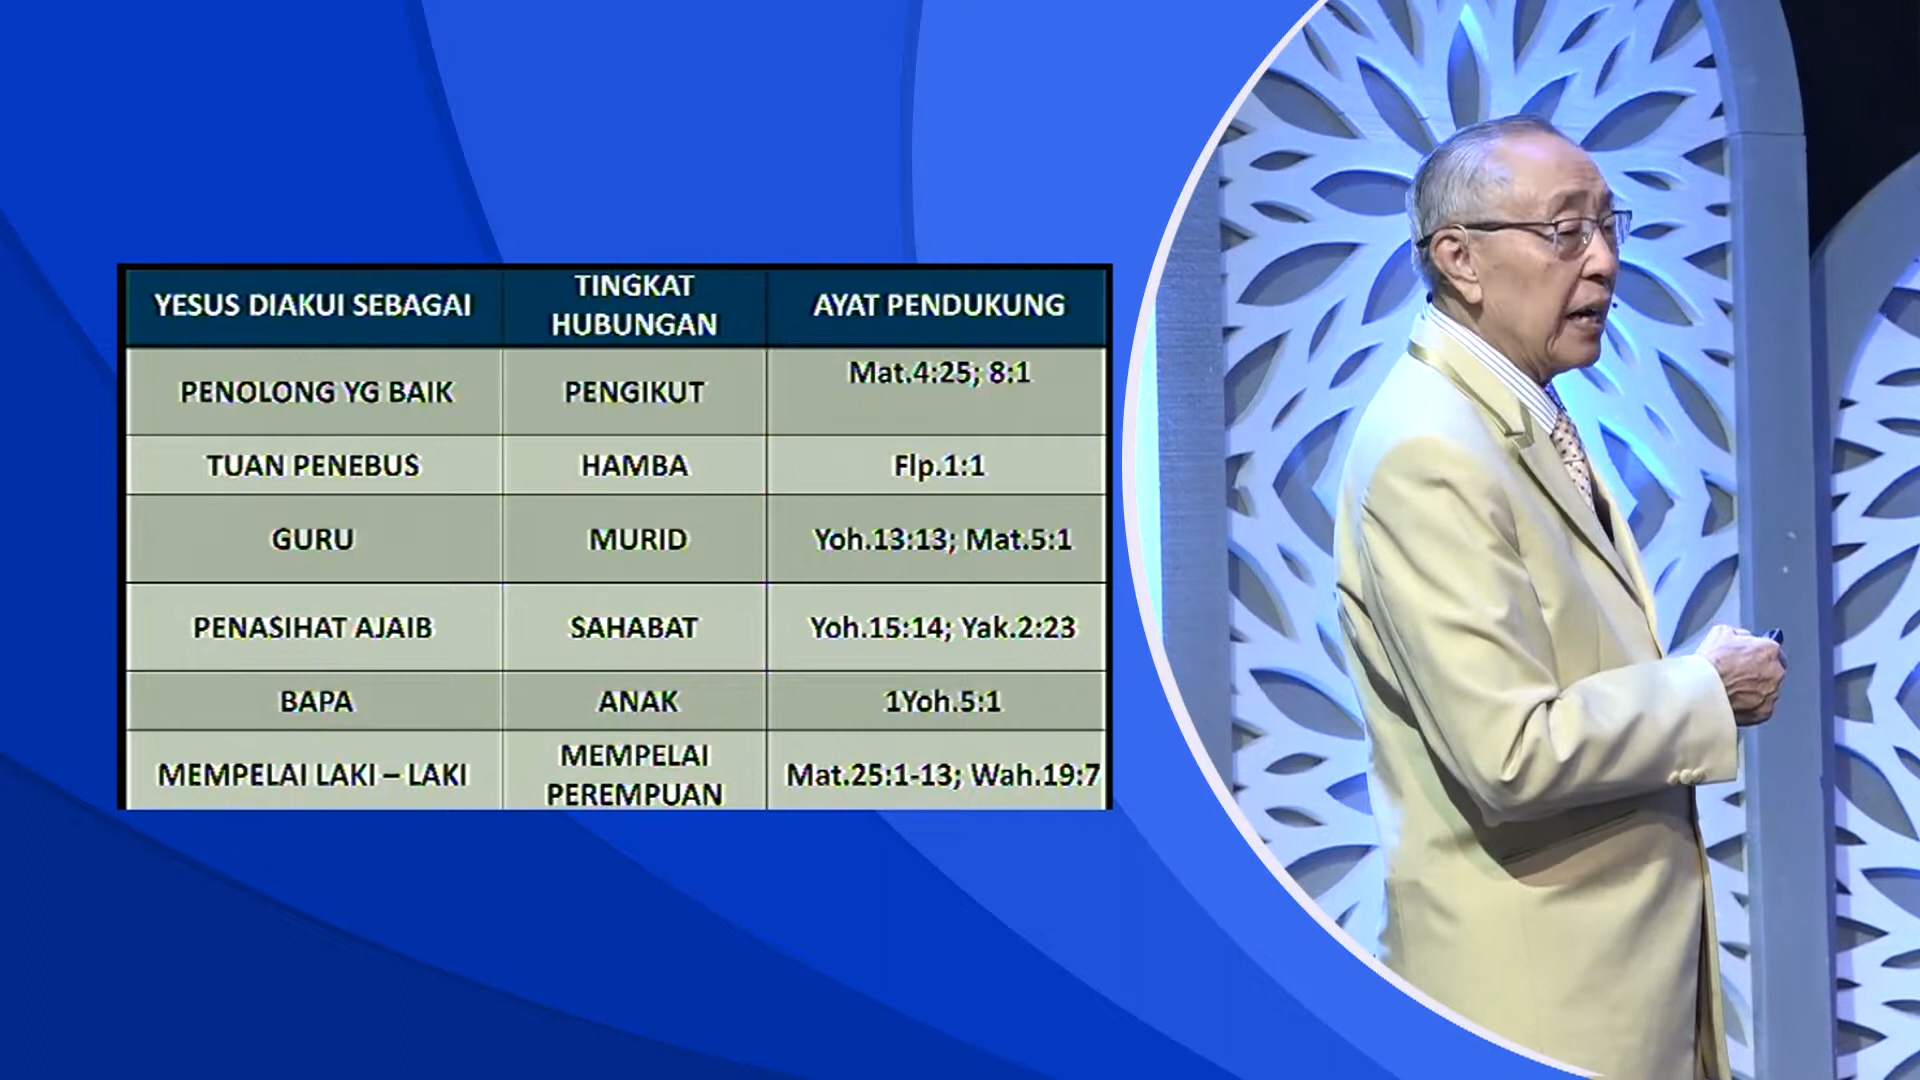 YESUS DIAKUI SEBAGAI
TINGKAT
HUBUNGAN
AYAT PENDUKUNG
PENOLONG YG BAIK
PENGIKUT
Mat.4:25; 8:1
TUAN PENEBUS
HAMBA
Flp.1:1
GURU
MURID
Yoh.13:13; Mat.5:1
PENASIHAT AJAIB
SAHABAT
Yoh.15:14; Yak.2:23
BAPA
ANAK
1Yoh.5:1
MEMPELAI LAKI – LAKI
MEMPELAI
PEREMPUAN
Mat.25:1-13; Wah.19:7